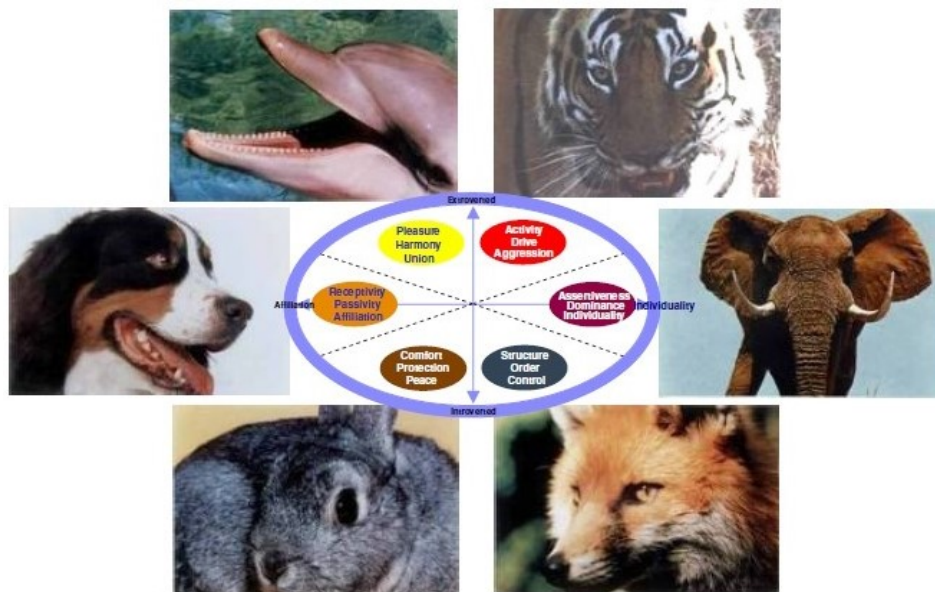 Extroverted
Pleasure
Harmony
Union
Activity
Drive
Aggression
Affiliation
Receptivity
Passivity
Affiliation
Assertiveness
Dominance
Individuality
Individuality
Comfort
Protection
Peace
Structure
Order
Control
Introverted